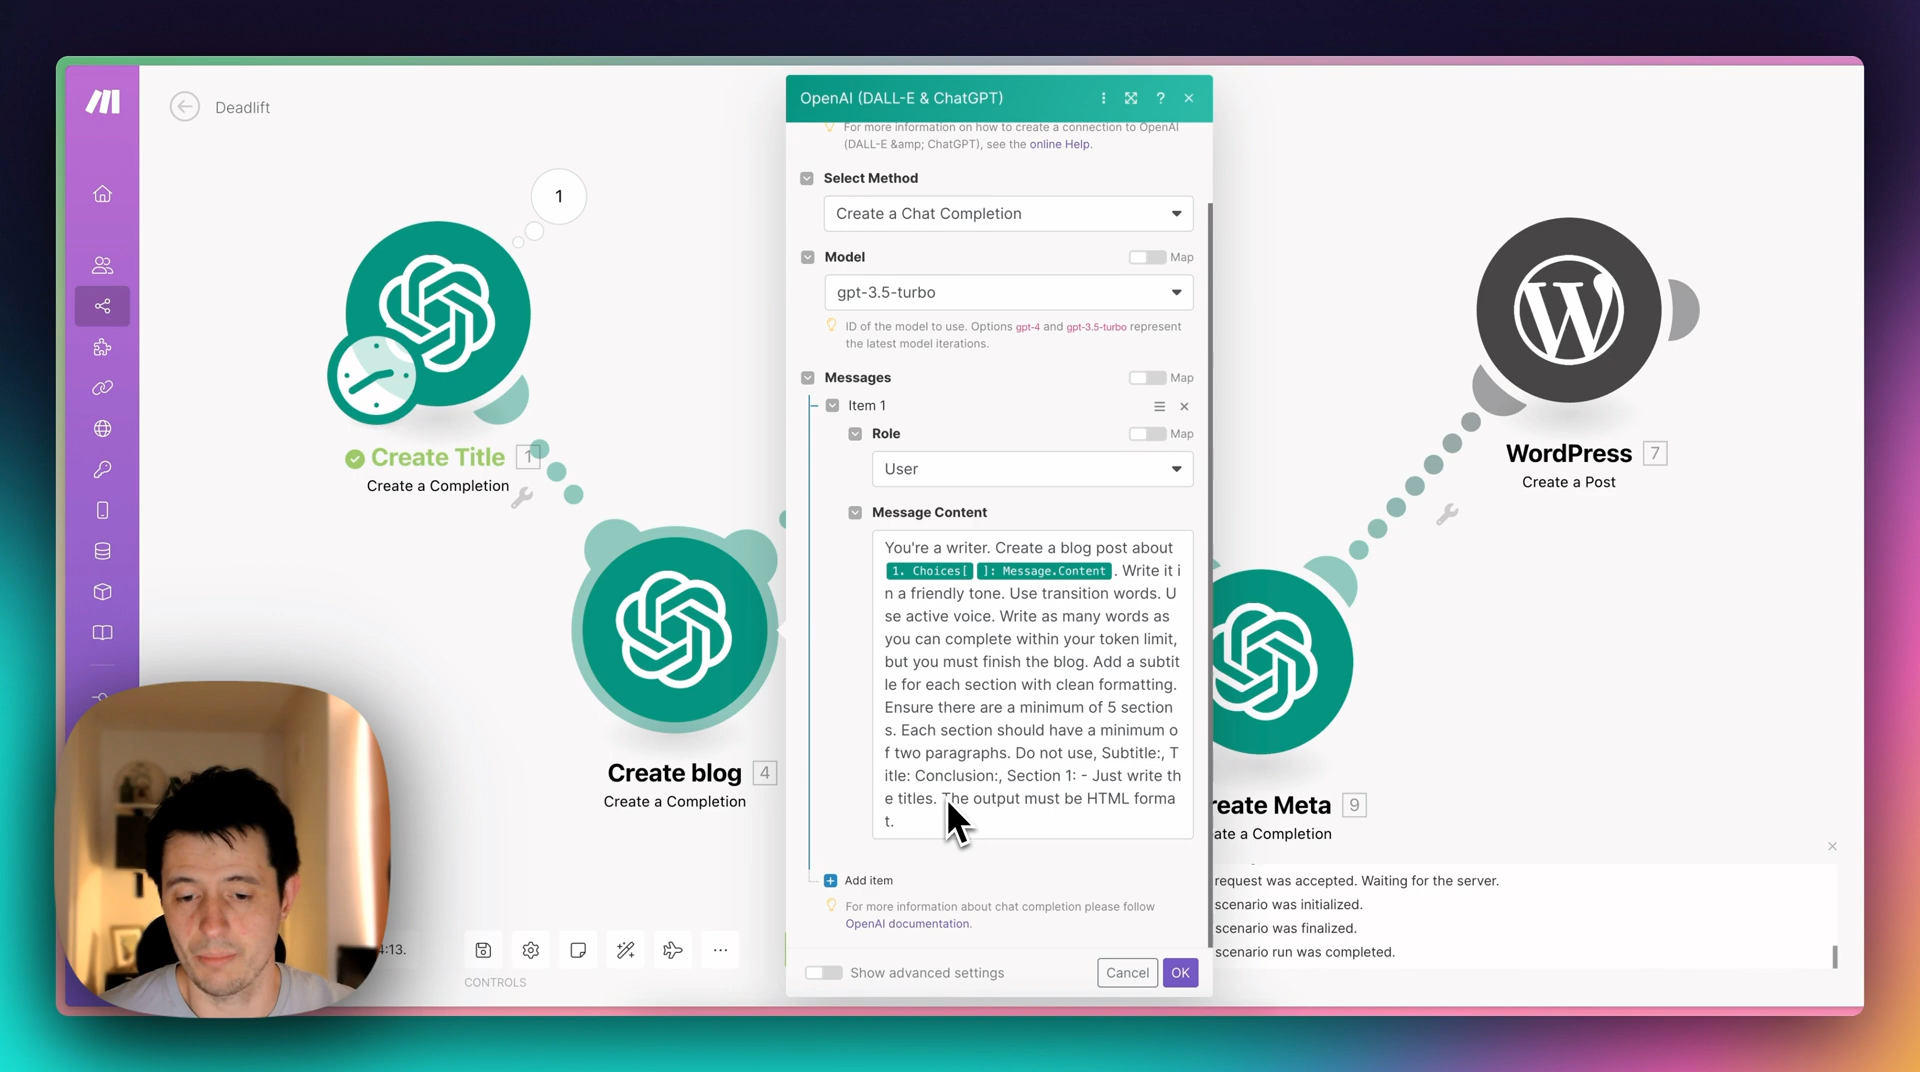 Deadlift
1
Create Title 1
Create a Completion
Create blog 4
Create a Completion
OpenAI (DALL-E & ChatGPT)
?
For more information on how to create a connection to OpenAI
(DALL-E &amp; ChatGPT), see the online Help.
Select Method
Create a Chat Completion
Model
Map
gpt-3.5-turbo
ID of the model to use. Options gpt-4 and gpt-3.5-turbo represent
the latest model iterations.
Messages
Map
Item 1
Role
Map
User
Message Content
You're a writer. Create a blog post about
1. Choices[ ]: Message.Content . Write it i
n a friendly tone. Use transition words. U
se active voice. Write as many words as
you can complete within your token limit,
but you must finish the blog. Add a subtit
le for each section with clean formatting.
Ensure there are a minimum of 5 section
s. Each section should have a minimum o
f two paragraphs. Do not use, Subtitle:, T
itle: Conclusion:, Section 1: - Just write th
e titles. The output must be HTML forma
t.
Add item
For more information about chat completion please follow
OpenAI documentation.
Show advanced settings
Cancel
OK
WordPress 7
Create a Post
reate Meta 9
ate a Completion
request was accepted. Waiting for the server.
scenario was initialized.
scenario was finalized.
scenario run was completed.
4:13.
CONTROLS